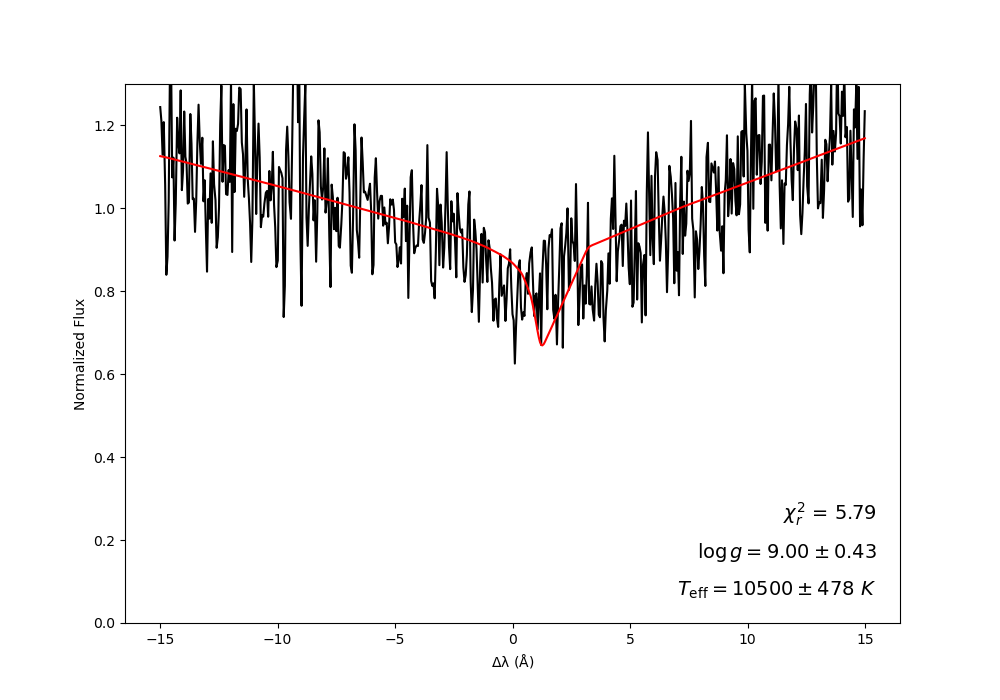 Normalized Flux
1.2
1.0
0.8
0.6
0.4
0.2
0.0
−15
−10
−5
0
5
10
15
Δλ (Å)
χ²ᵣ = 5.79
log g = 9.00 ± 0.43
T_eff = 10500 ± 478 K